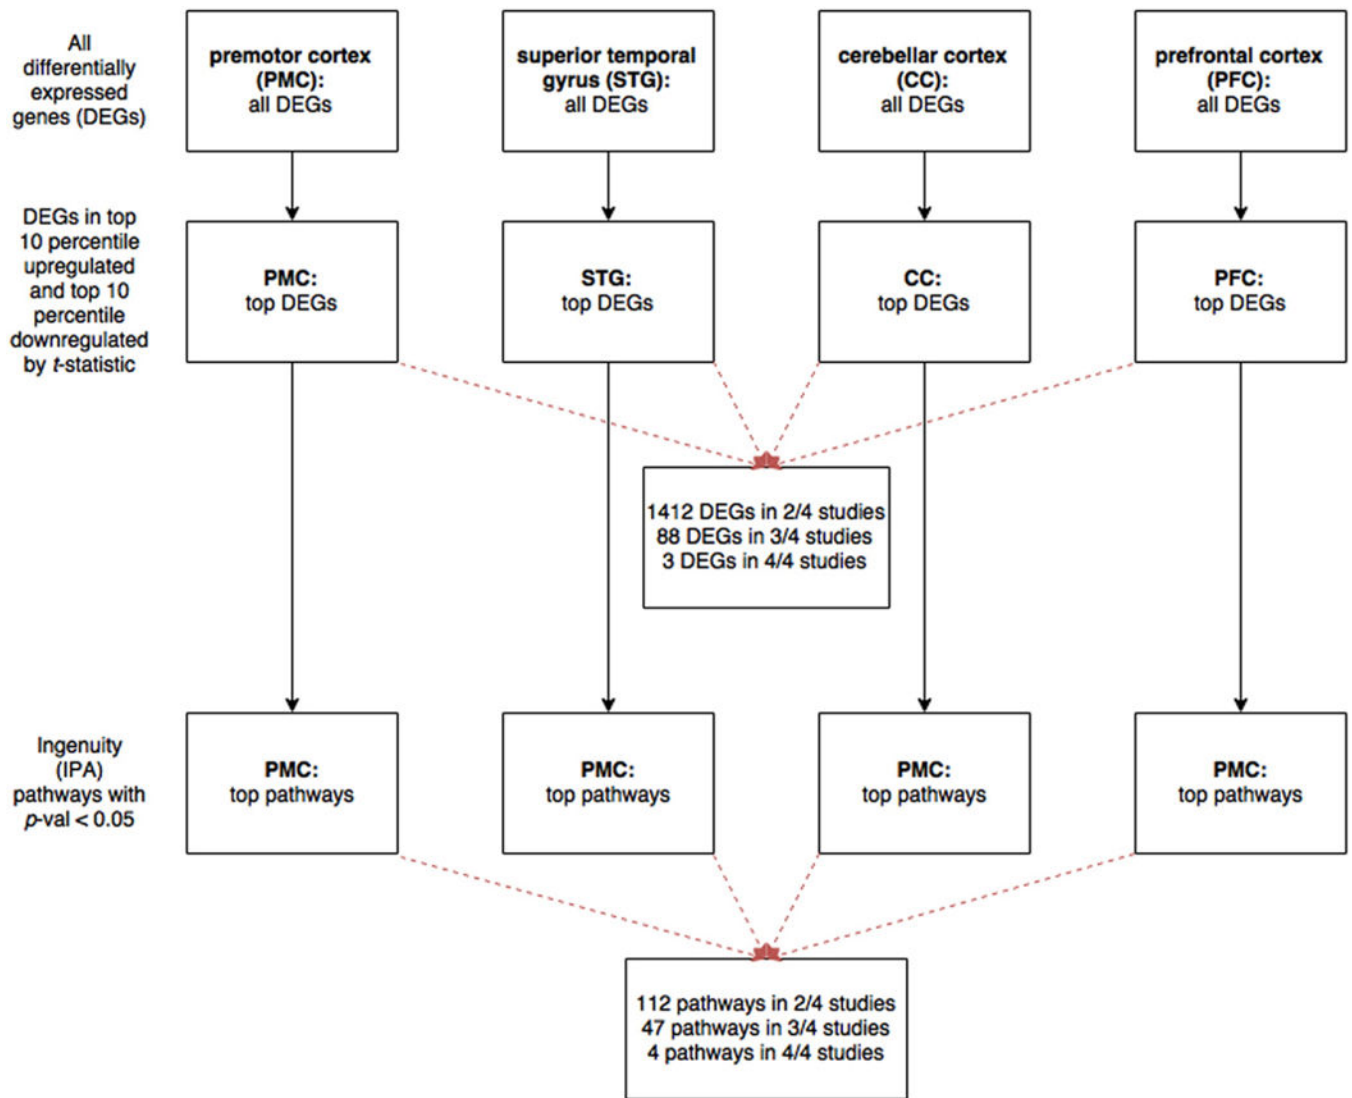 All
differentially
expressed
genes (DEGs)
premotor cortex
(PMC):
all DEGs
superior temporal
gyrus (STG):
all DEGs
cerebellar cortex
(CC):
all DEGs
prefrontal cortex
(PFC):
all DEGs
DEGs in top
10 percentile
upregulated
and top 10
percentile
downregulated
by t-statistic
PMC:
top DEGs
STG:
top DEGs
CC:
top DEGs
PFC:
top DEGs
1412 DEGs in 2/4 studies
88 DEGs in 3/4 studies
3 DEGs in 4/4 studies
Ingenuity
(IPA)
pathways with
p-val < 0.05
PMC:
top pathways
PMC:
top pathways
PMC:
top pathways
PMC:
top pathways
112 pathways in 2/4 studies
47 pathways in 3/4 studies
4 pathways in 4/4 studies